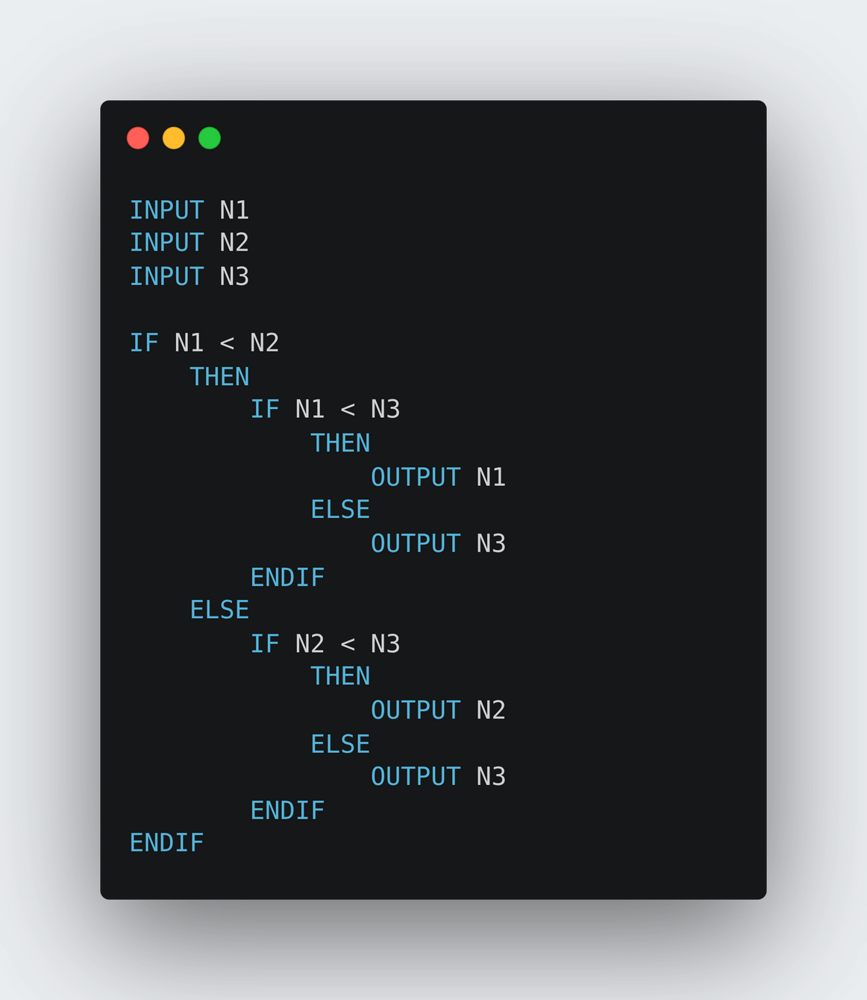 INPUT N1
INPUT N2
INPUT N3

IF N1 < N2
    THEN
        IF N1 < N3
            THEN
                OUTPUT N1
            ELSE
                OUTPUT N3
        ENDIF
    ELSE
        IF N2 < N3
            THEN
                OUTPUT N2
            ELSE
                OUTPUT N3
        ENDIF
ENDIF